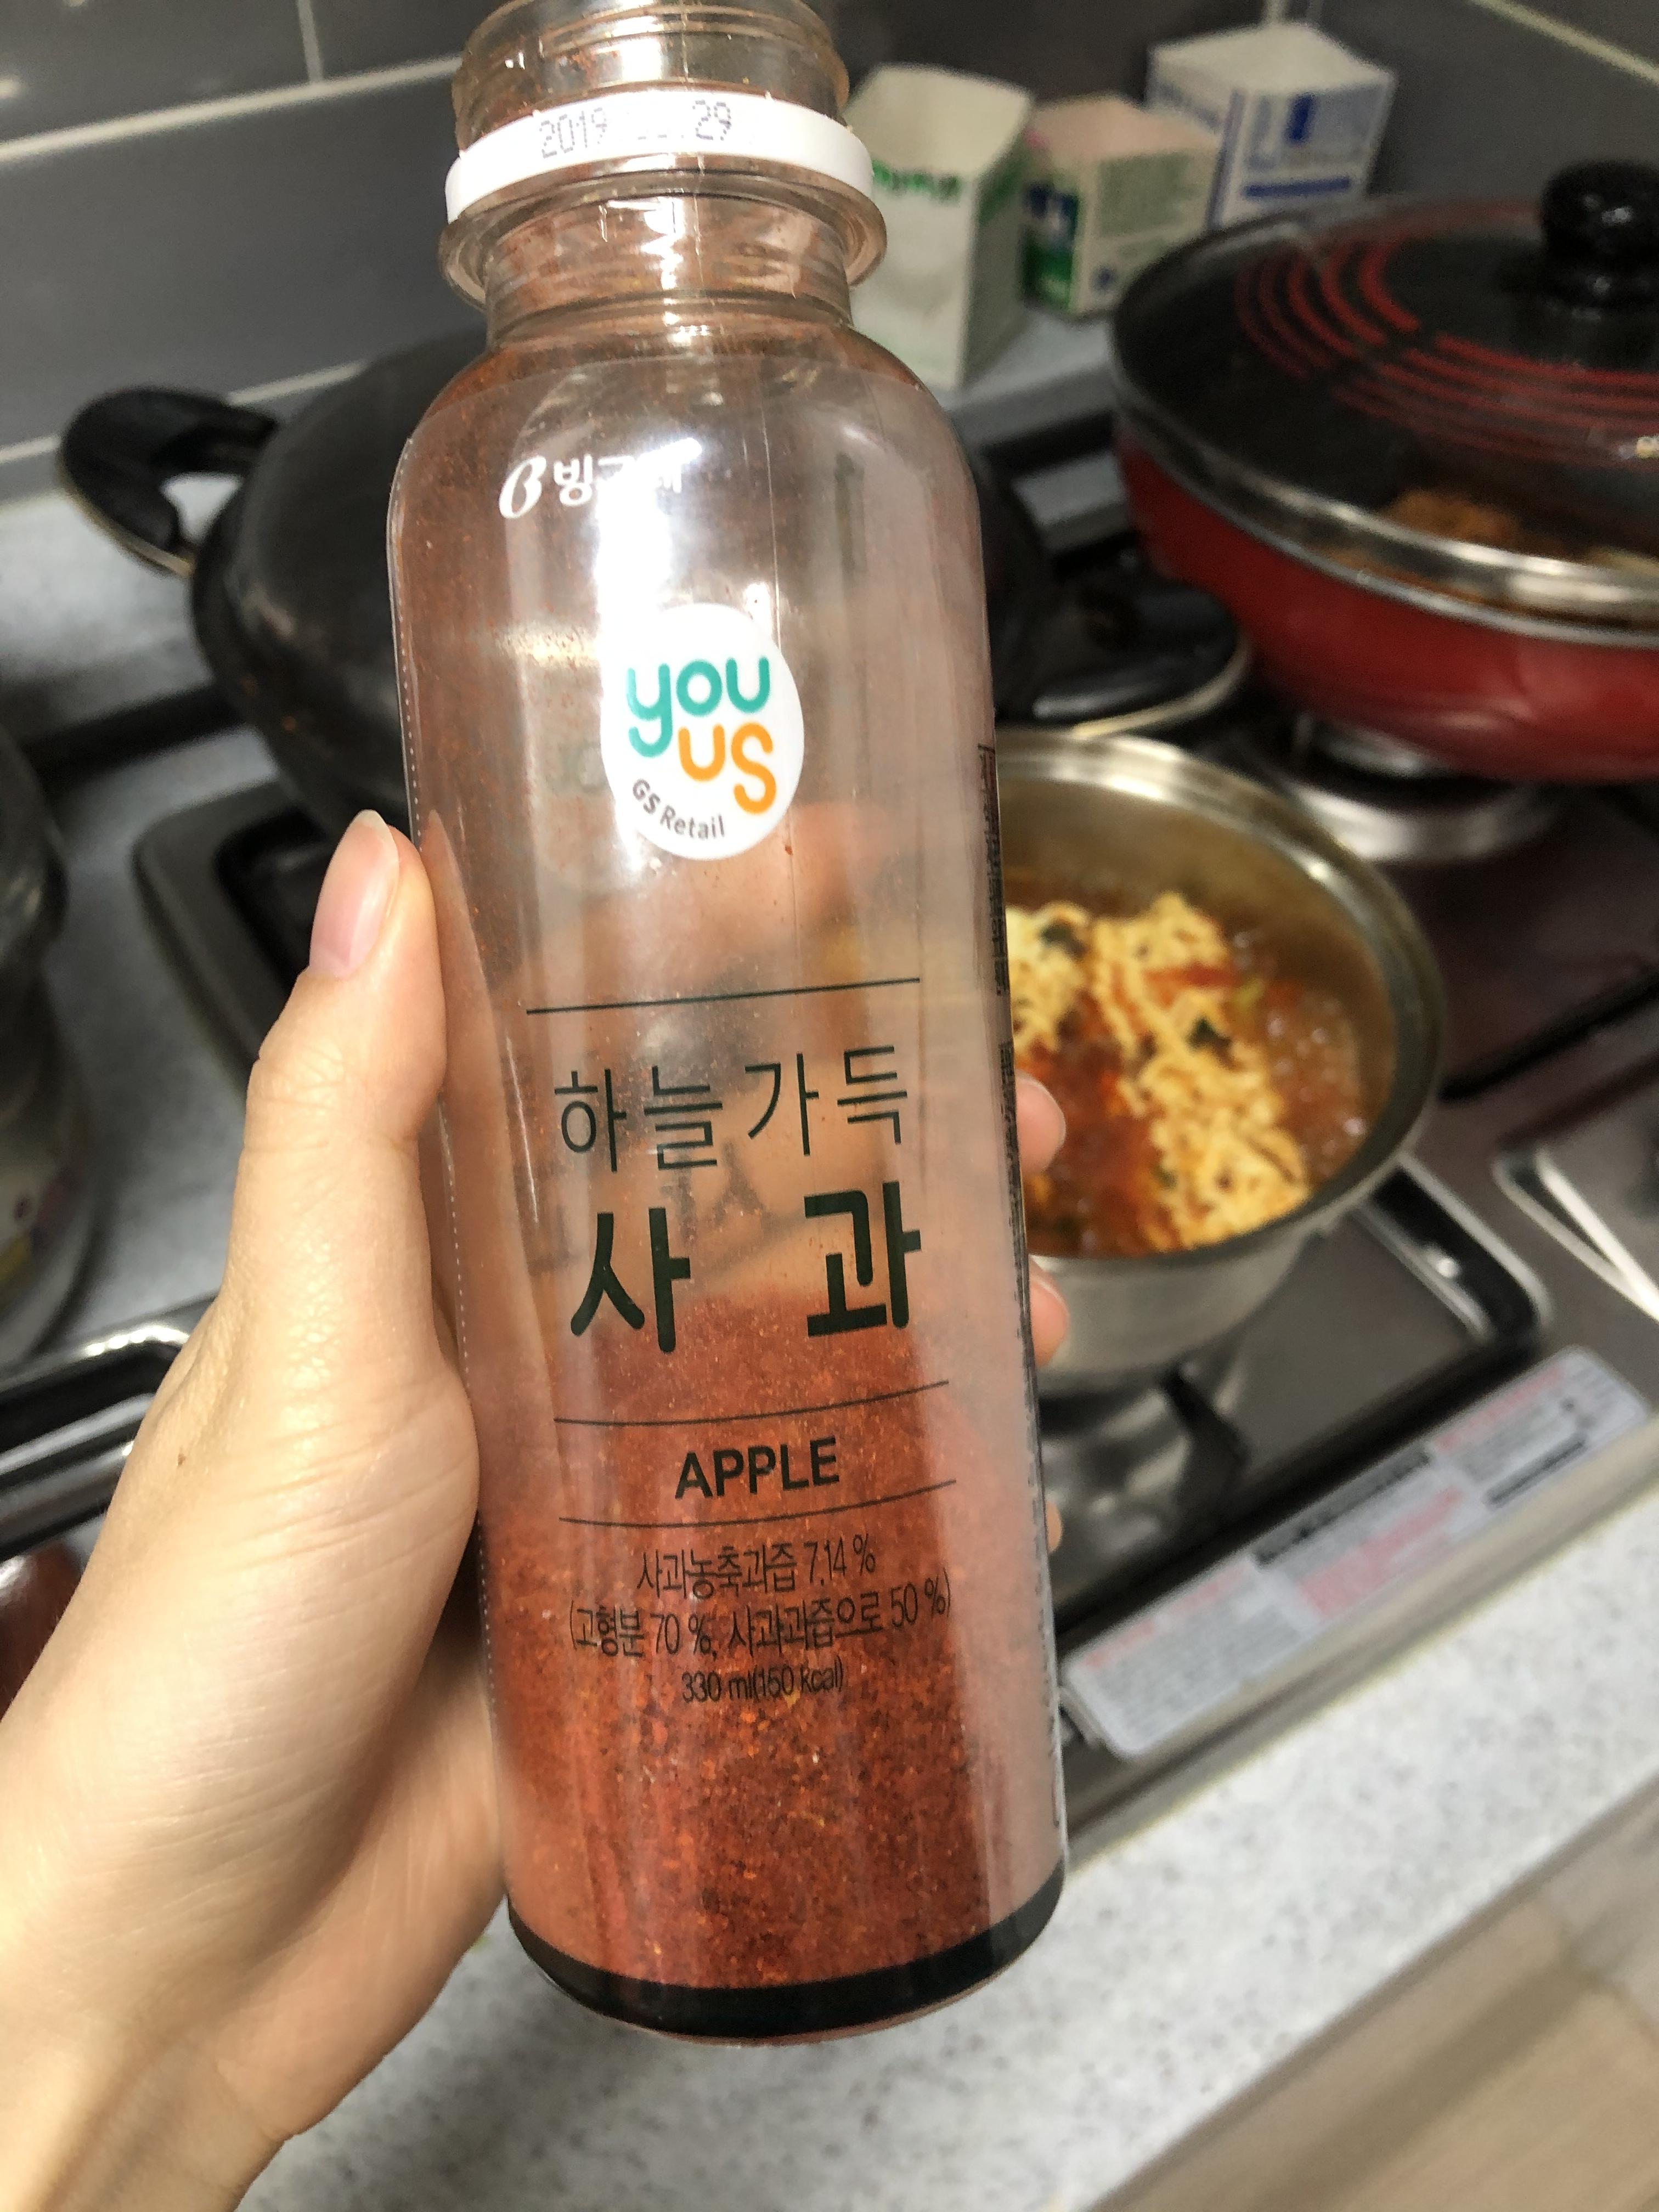 2019 29
B 빙그레
you
us
GS Retail
하늘가득
사 과
APPLE
사과농축과즙 7.14 %
(고형분 70 %, 사과과즙으로 50 %)
330 ml(150 kcal)